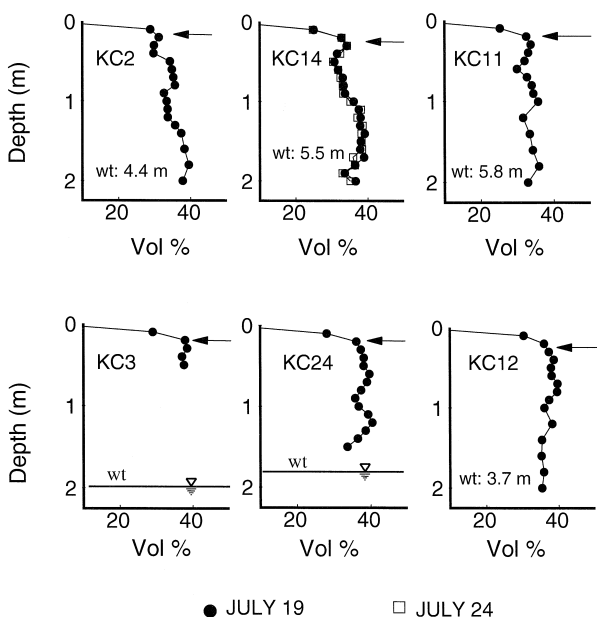 0
KC2
Depth (m)
1
wt: 4.4 m
2
20 40
Vol %
0
KC14
1
wt: 5.5 m
2
20 40
Vol %
0
KC11
1
wt: 5.8 m
2
20 40
Vol %
0
KC3
Depth (m)
1
wt
2
20 40
Vol %
0
KC24
1
wt
2
20 40
Vol %
0
KC12
1
wt: 3.7 m
2
20 40
Vol %
JULY 19 JULY 24